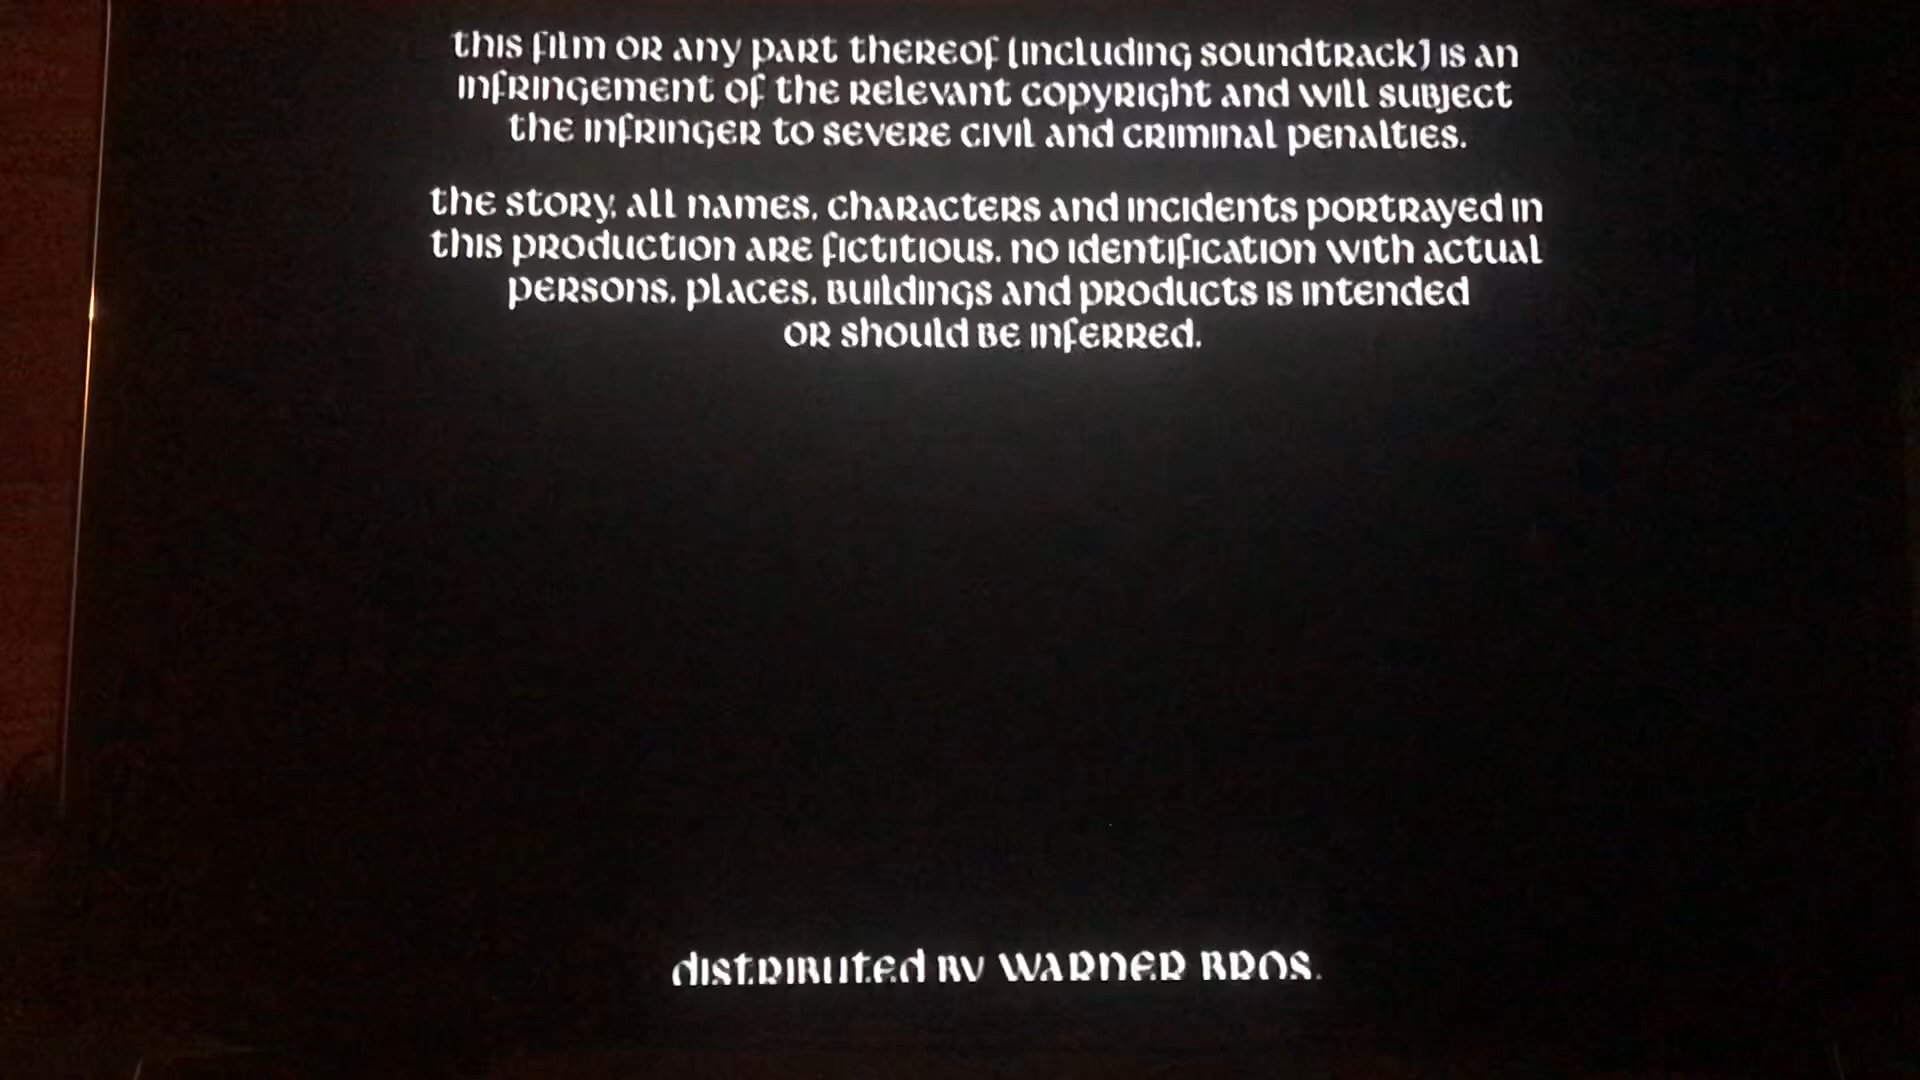 this film or any part thereof (including soundtrack) is an
infringement of the relevant copyright and will subject
the infringer to severe civil and criminal penalties.
the story, all names, characters and incidents portrayed in
this production are fictitious. no identification with actual
persons, places, buildings and products is intended
or should be inferred.
distributed by WARNER BROS.